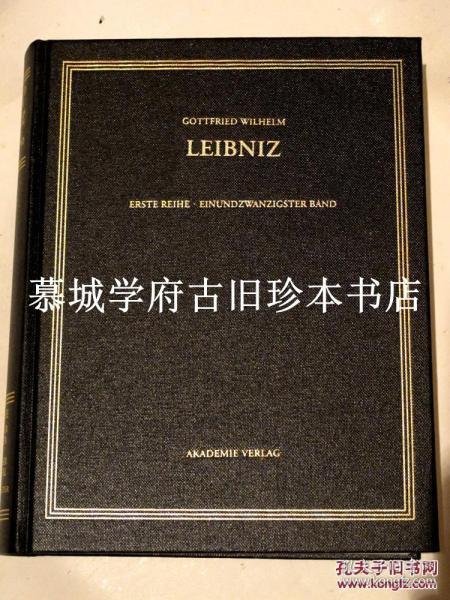 GOTTFRIED WILHELM
LEIBNIZ
ERSTE REIHE · EINUNDZWANZIGSTER BAND
慕城学府古旧珍本书店
AKADEMIE VERLAG
孔夫子旧书网
www.kongfz.com